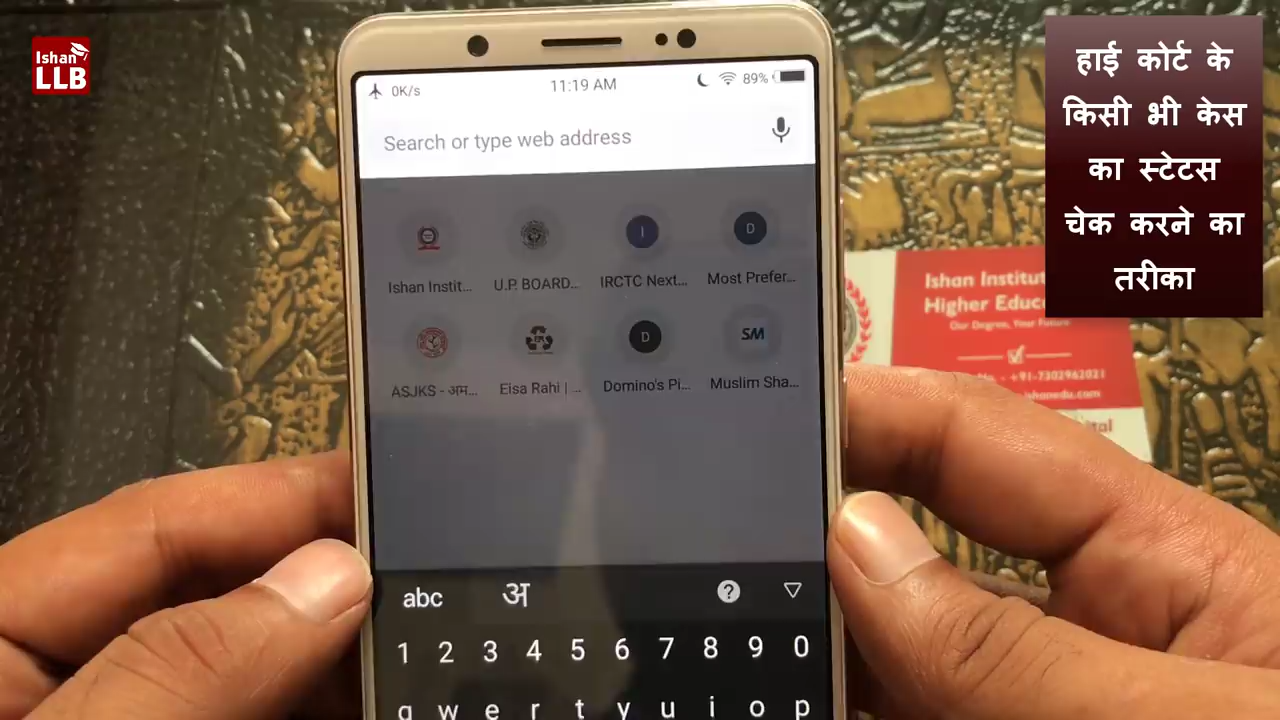 Ishan
LLB
हाई कोर्ट के
किसी भी केस
का स्टेटस
चेक करने का
तरीका
0K/s
11:19 AM
89%
Search or type web address
Ishan Instit...
U.P. BOARD...
IRCTC Next...
Most Prefer...
ASJKS - अम...
Eisa Rahi | ...
Domino's Pi...
Muslim Sha...
abc
अ
1 2 3 4 5 6 7 8 9 0
q w e r t y u i o p
Ishan Institu
Higher Educ
Our Degree, Your Future
+91-7302962021